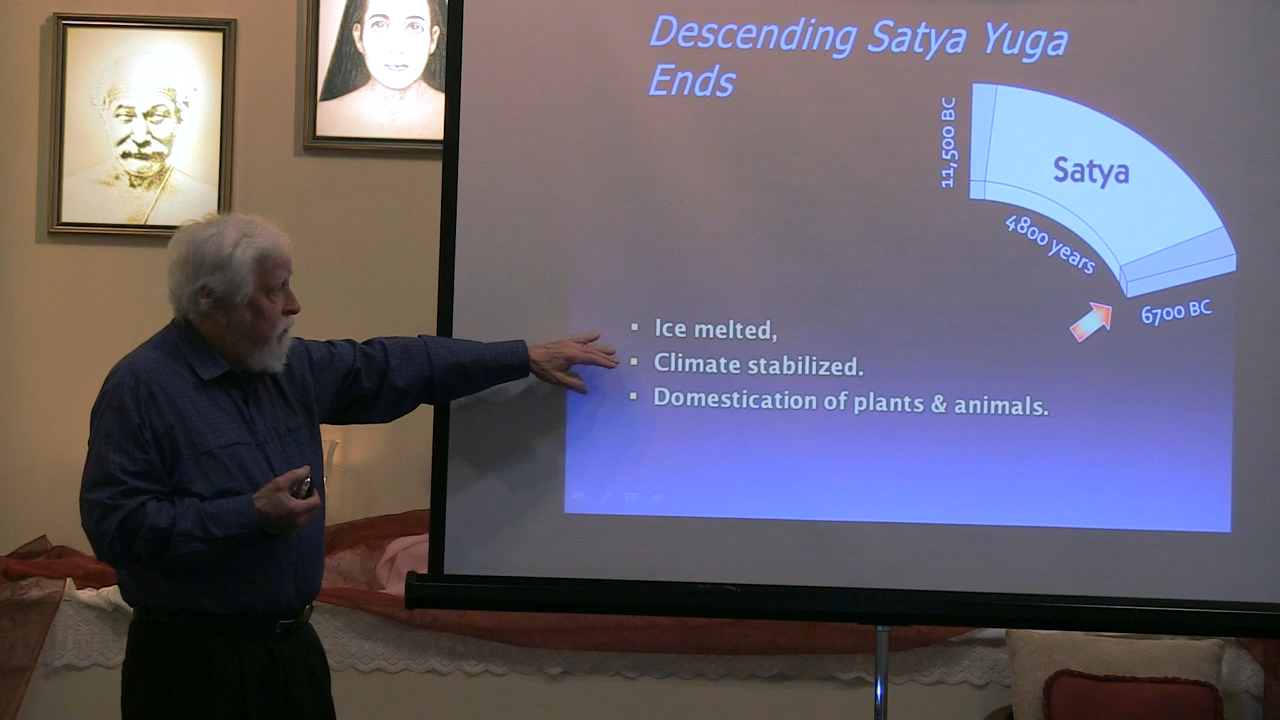 Descending Satya Yuga
Ends
11,500 BC
Satya
4800 years
6700 BC
▪ Ice melted,
▪ Climate stabilized.
▪ Domestication of plants & animals.